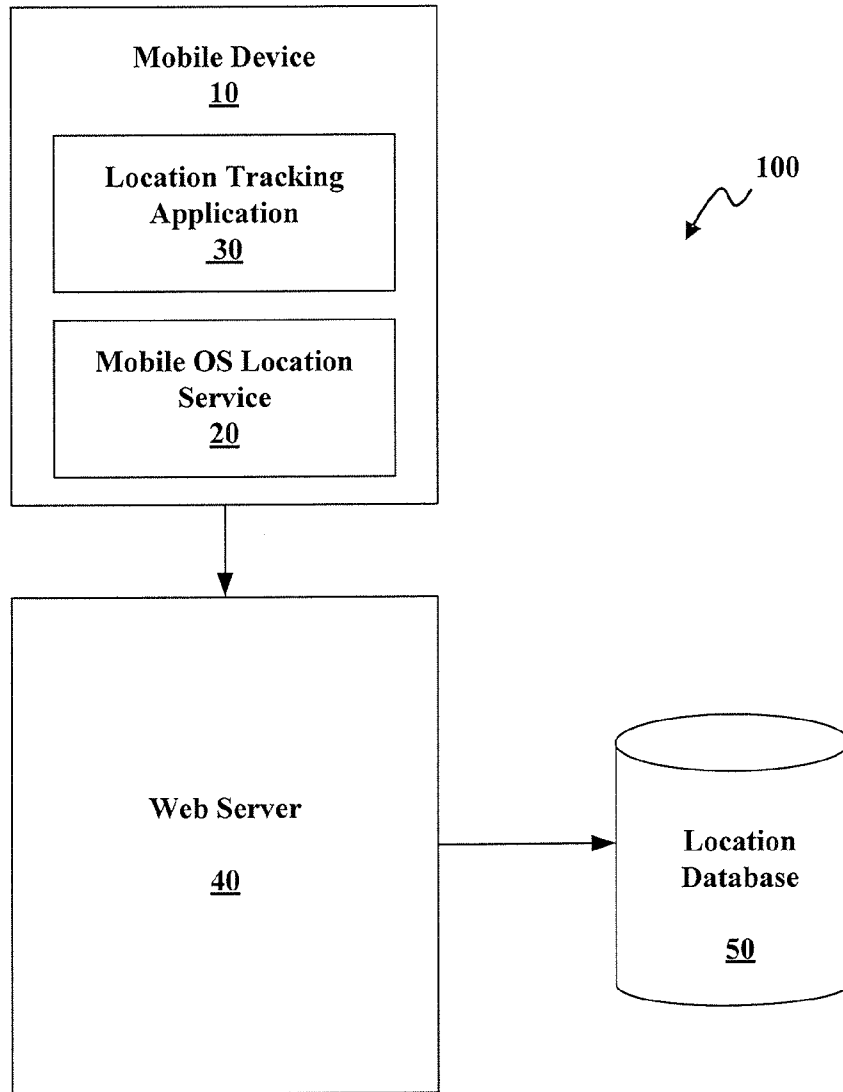 Mobile Device
10
Location Tracking
Application
30
100
Mobile OS Location
Service
20
Web Server
40
Location
Database
50